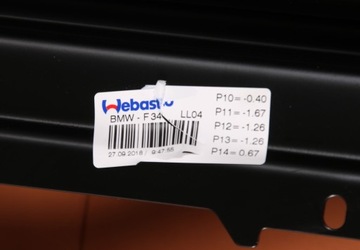 Webasto
BMW - F34 LL04
27.09.2018 / 9:47:55
P10 = -0.40
P11 = -1.67
P12 = -1.26
P13 = -1.26
P14 = 0.67